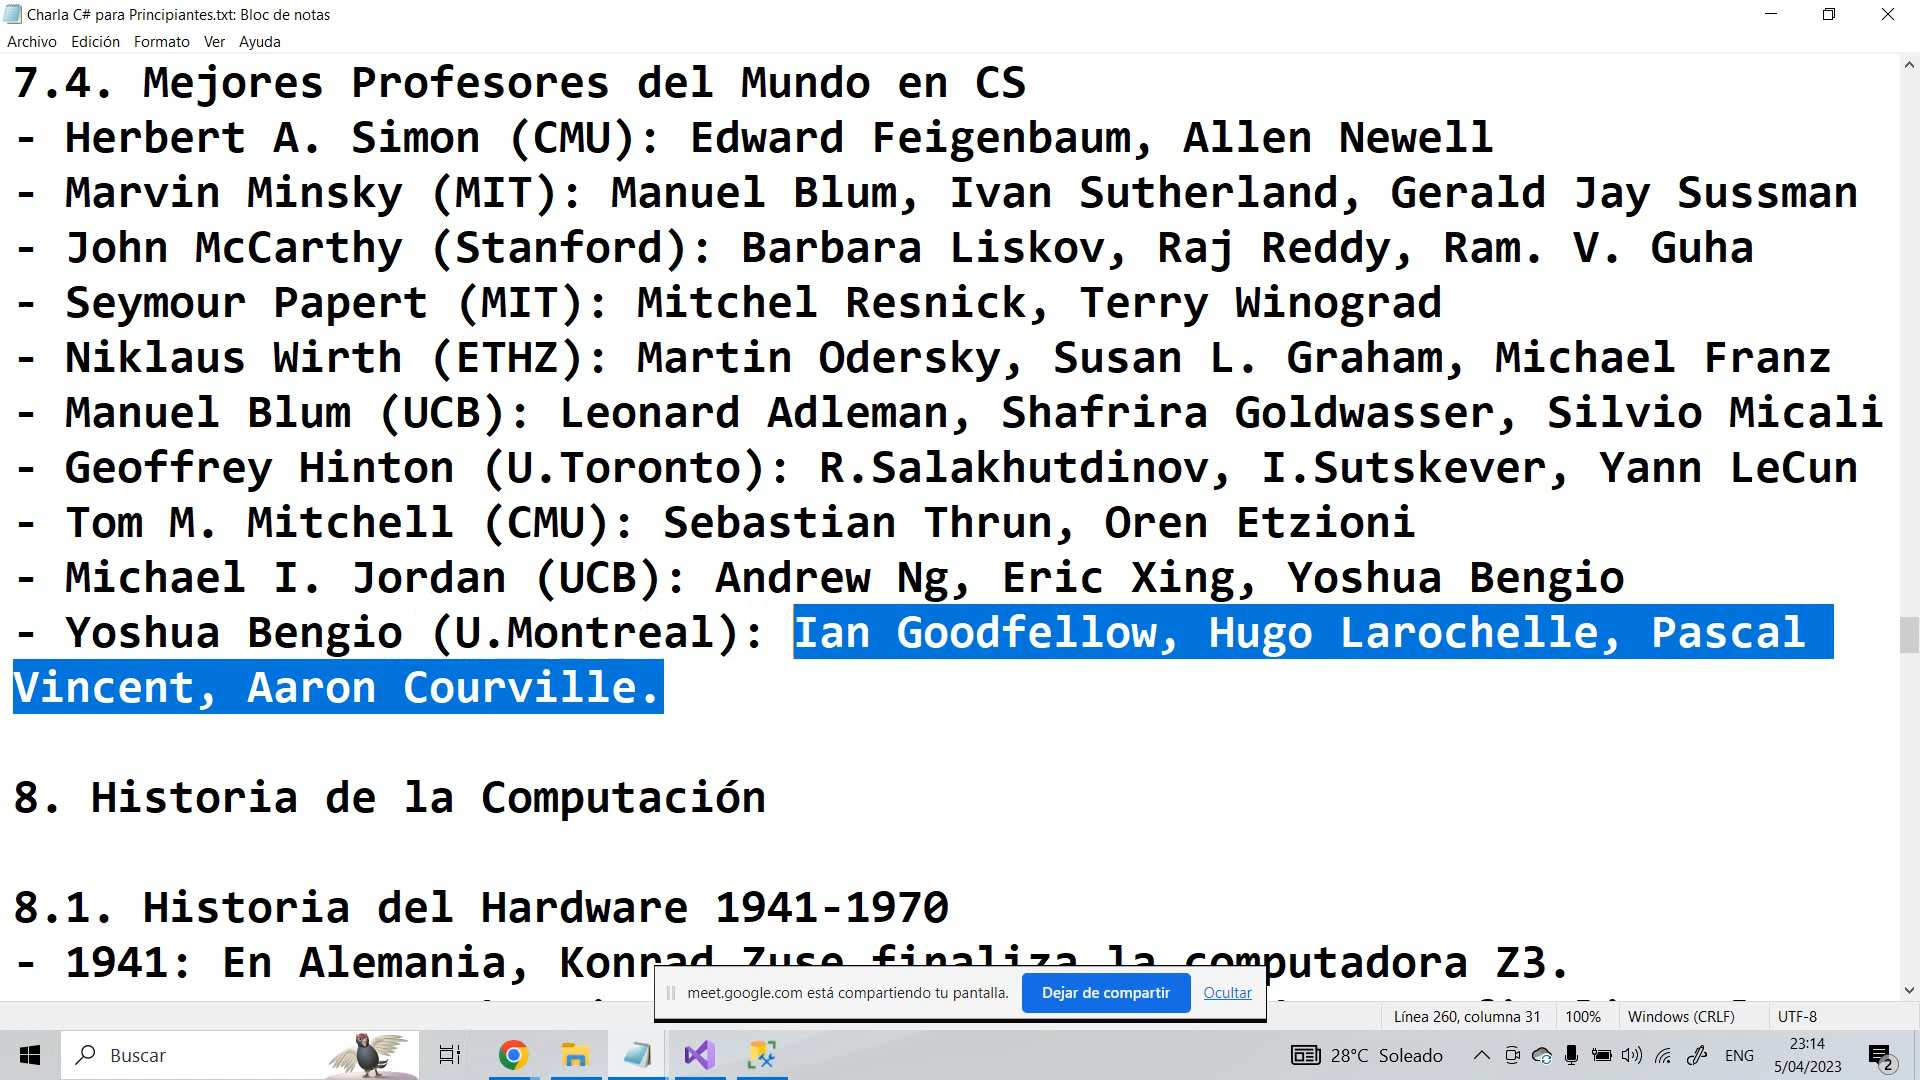 Charla C# para Principiantes.txt: Bloc de notas
Archivo Edición Formato Ver Ayuda
7.4. Mejores Profesores del Mundo en CS
- Herbert A. Simon (CMU): Edward Feigenbaum, Allen Newell
- Marvin Minsky (MIT): Manuel Blum, Ivan Sutherland, Gerald Jay Sussman
- John McCarthy (Stanford): Barbara Liskov, Raj Reddy, Ram. V. Guha
- Seymour Papert (MIT): Mitchel Resnick, Terry Winograd
- Niklaus Wirth (ETHZ): Martin Odersky, Susan L. Graham, Michael Franz
- Manuel Blum (UCB): Leonard Adleman, Shafrira Goldwasser, Silvio Micali
- Geoffrey Hinton (U.Toronto): R.Salakhutdinov, I.Sutskever, Yann LeCun
- Tom M. Mitchell (CMU): Sebastian Thrun, Oren Etzioni
- Michael I. Jordan (UCB): Andrew Ng, Eric Xing, Yoshua Bengio
- Yoshua Bengio (U.Montreal): Ian Goodfellow, Hugo Larochelle, Pascal
Vincent, Aaron Courville.
8. Historia de la Computación
8.1. Historia del Hardware 1941-1970
- 1941: En Alemania, Konrad Zuse finaliza la computadora Z3.
meet.google.com está compartiendo tu pantalla. Dejar de compartir Ocultar
Línea 260, columna 31 100% Windows (CRLF) UTF-8
Buscar 28°C Soleado ENG 23:14
5/04/2023 2